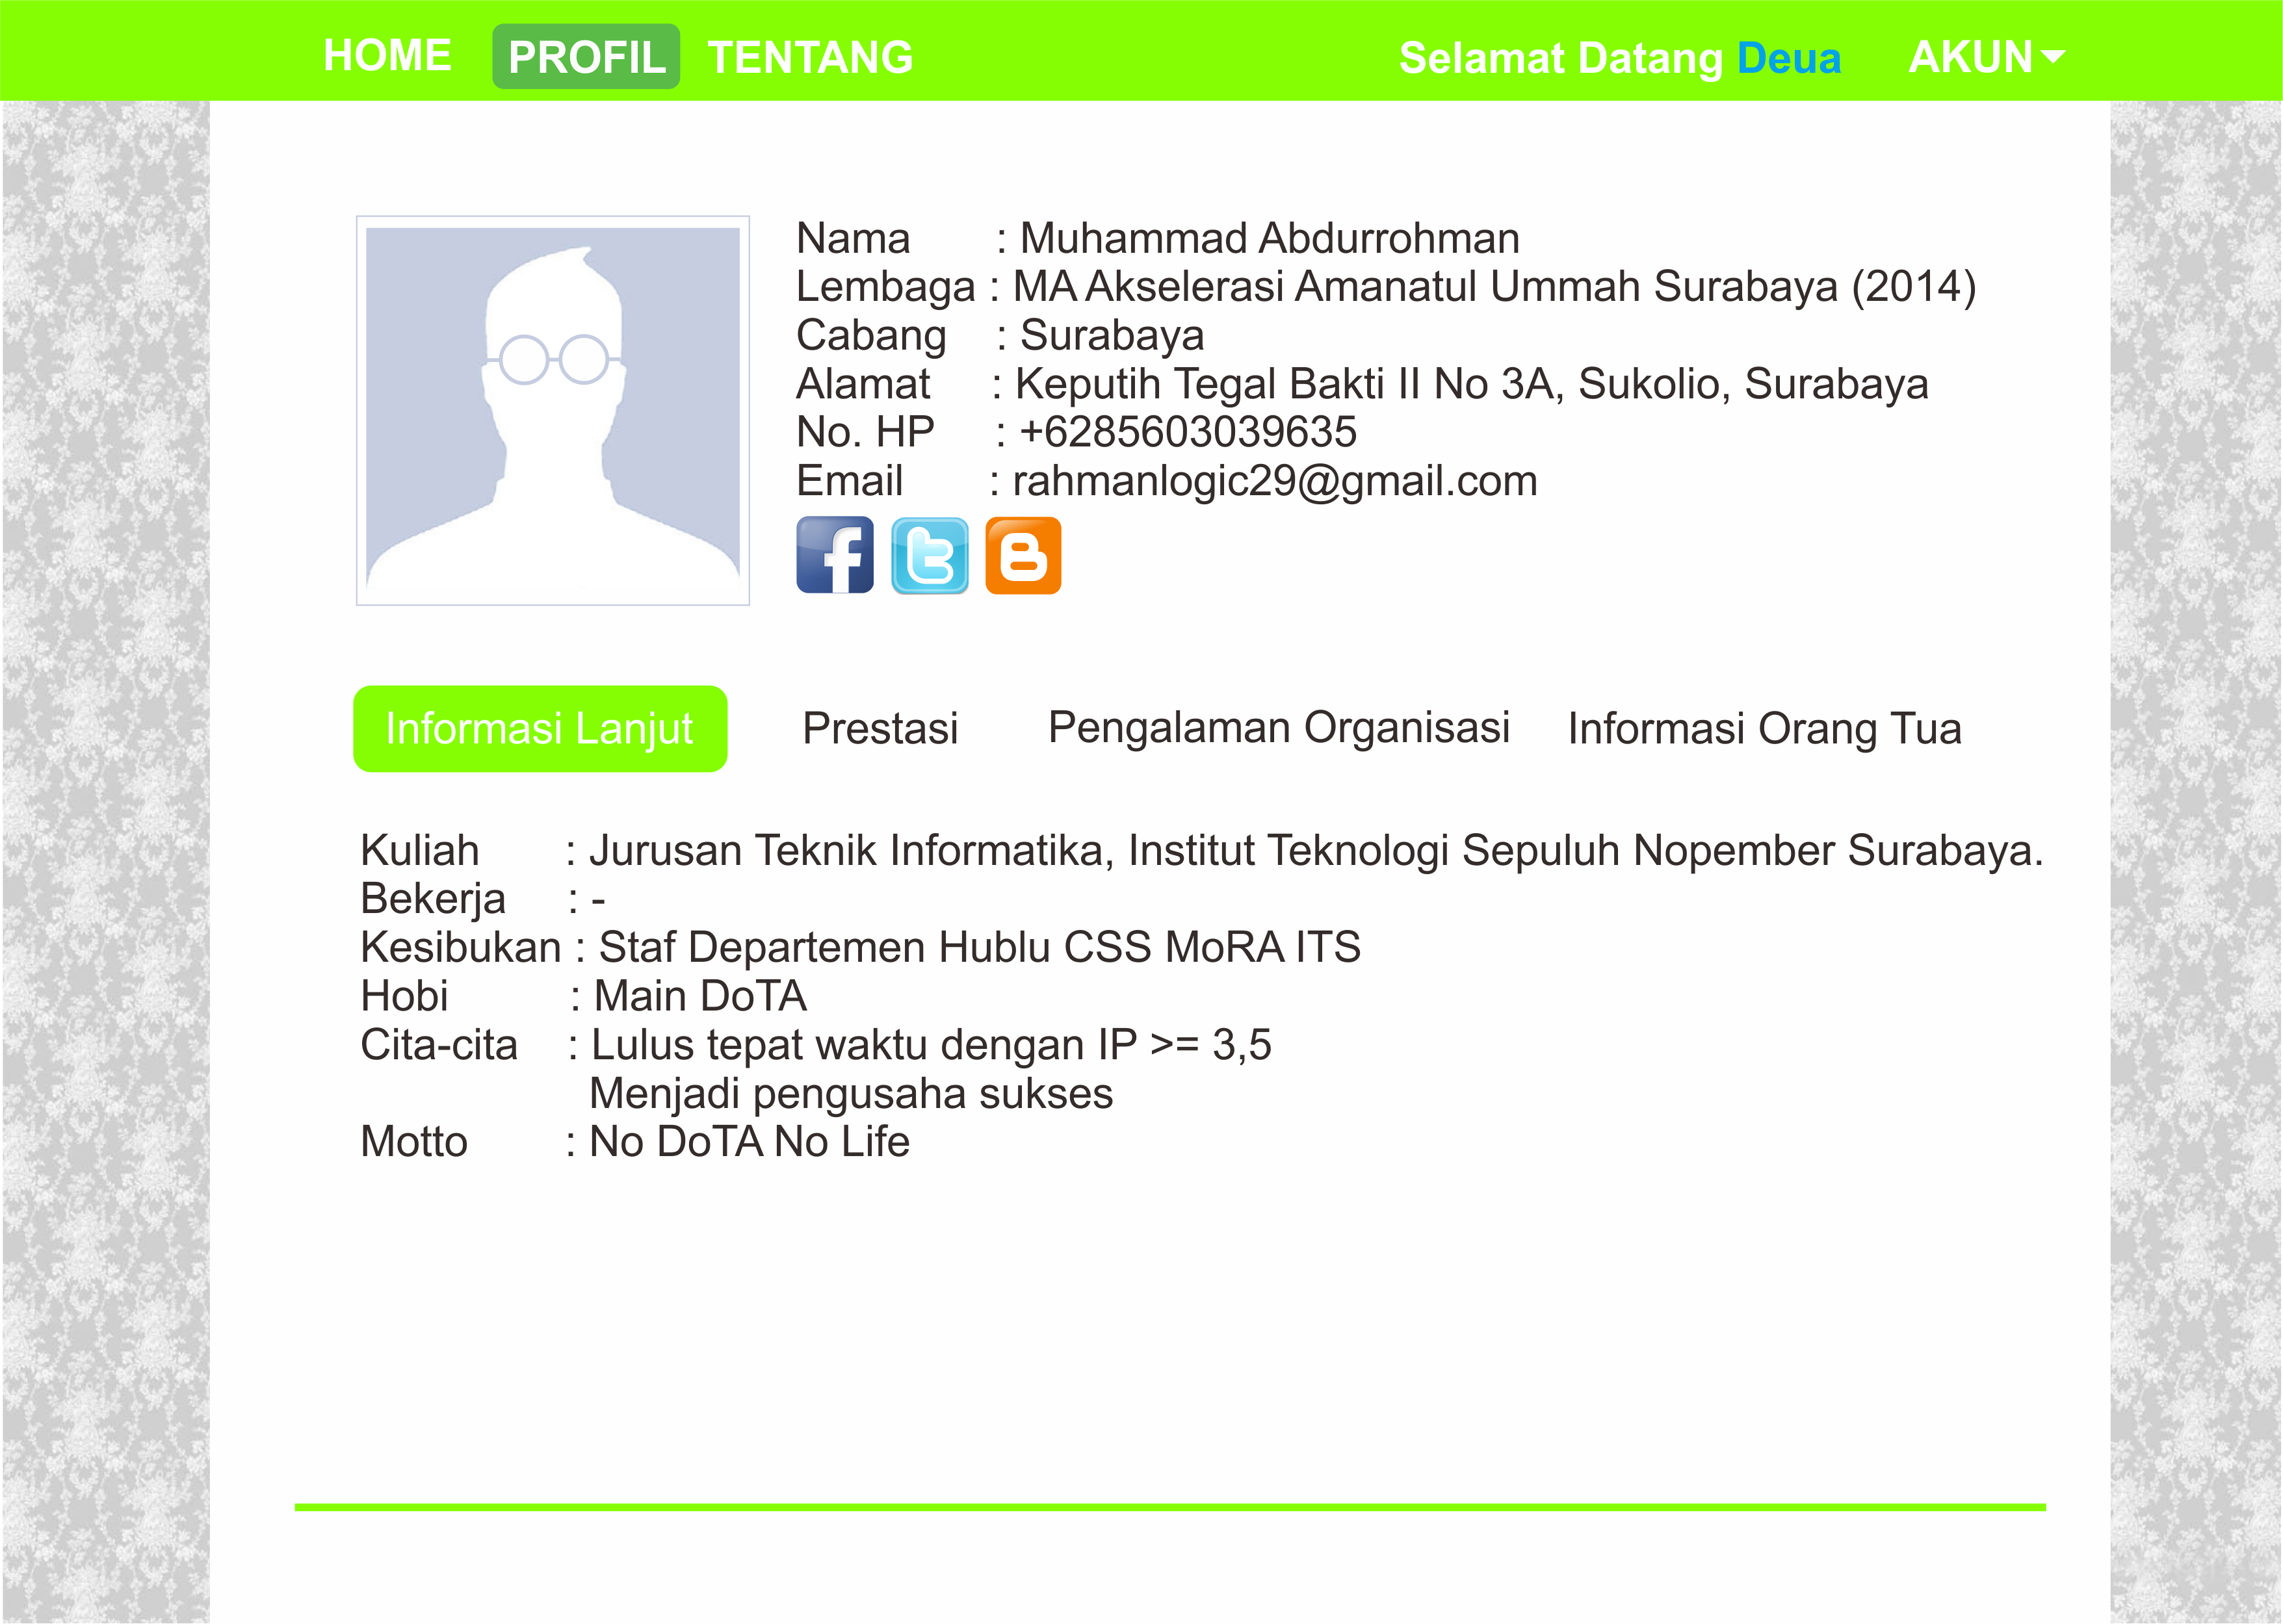 HOME PROFIL TENTANG Selamat Datang Deua AKUN
Nama : Muhammad Abdurrohman
Lembaga : MA Akselerasi Amanatul Ummah Surabaya (2014)
Cabang : Surabaya
Alamat : Keputih Tegal Bakti II No 3A, Sukolio, Surabaya
No. HP : +6285603039635
Email : rahmanlogic29@gmail.com
Informasi Lanjut Prestasi Pengalaman Organisasi Informasi Orang Tua
Kuliah : Jurusan Teknik Informatika, Institut Teknologi Sepuluh Nopember Surabaya.
Bekerja : -
Kesibukan : Staf Departemen Hublu CSS MoRA ITS
Hobi : Main DoTA
Cita-cita : Lulus tepat waktu dengan IP >= 3,5
Menjadi pengusaha sukses
Motto : No DoTA No Life